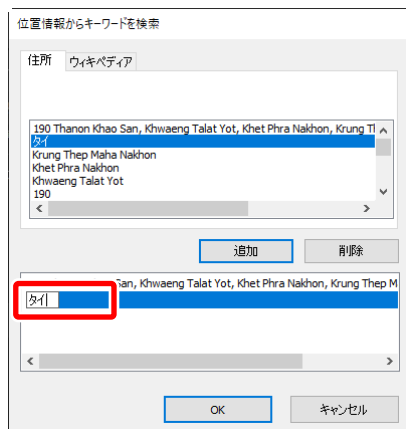 位置情報からキーワードを検索
住所 ウィキペディア
190 Thanon Khao San, Khwaeng Talat Yot, Khet Phra Nakhon, Krung Tl
タイ
Krung Thep Maha Nakhon
Khet Phra Nakhon
Khwaeng Talat Yot
190
追加 削除
San, Khwaeng Talat Yot, Khet Phra Nakhon, Krung Thep M
タイ
OK キャンセル